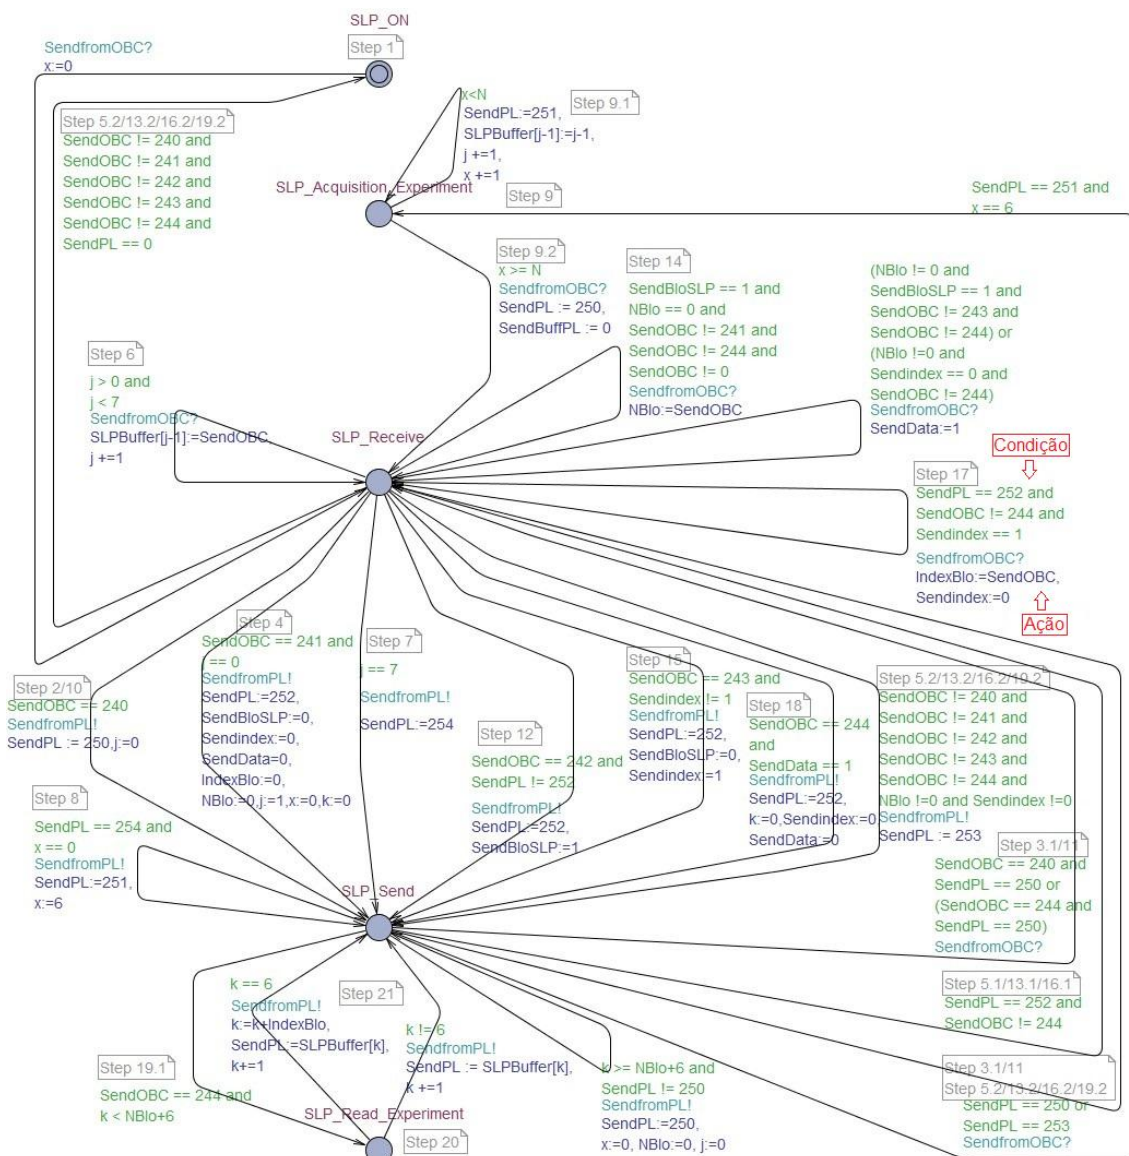 SLP_ON
Step 1
SendfromOBC?
x:=0
Step 5.2/13.2/16.2/19.2
SendOBC != 240 and
SendOBC != 241 and
SendOBC != 242 and
SendOBC != 243 and
SendOBC != 244 and
SendPL == 0
x<N
SendPL:=251,
SLPBuffer[j-1]:=j-1,
j +=1,
x +=1
Step 9.1
SLP_Acquisition_Experiment
Step 9
SendPL == 251 and
x == 6
Step 9.2
x >= N
SendfromOBC?
SendPL := 250,
SendBuffPL := 0
Step 14
SendBloSLP == 1 and
NBlo == 0 and
SendOBC != 241 and
SendOBC != 244 and
SendOBC != 0
SendfromOBC?
NBlo:=SendOBC
(NBlo != 0 and
SendBloSLP == 1 and
SendOBC != 243 and
SendOBC != 244) or
(NBlo !=0 and
Sendindex == 0 and
SendOBC != 244)
SendfromOBC?
SendData:=1
Step 6
j > 0 and
j < 7
SendfromOBC?
SLPBuffer[j-1]:=SendOBC,
j +=1
SLP_Receive
Condição
Step 17
SendPL == 252 and
SendOBC != 244 and
Sendindex == 1
SendfromOBC?
IndexBlo:=SendOBC,
Sendindex:=0
Ação
Step 2/10
SendOBC == 240
SendfromPL!
SendPL := 250,j:=0
Step 4
SendOBC == 241 and
j == 0
SendfromPL!
SendPL:=252,
SendBloSLP:=0,
Sendindex:=0,
SendData=0,
IndexBlo:=0,
NBlo:=0,j:=1,x:=0,k:=0
Step 7
j == 7
SendfromPL!
SendPL:=254
Step 12
SendOBC == 242 and
SendPL != 252
SendfromPL!
SendPL:=252,
SendBloSLP:=1
Step 15
SendOBC == 243 and
Sendindex != 1
SendfromPL!
SendPL:=252,
SendBloSLP:=0,
Sendindex:=1
Step 18
SendOBC == 244
and
SendData == 1
SendfromPL!
SendPL:=252,
k:=0,Sendindex:=0
SendData:=0
Step 5.2/13.2/16.2/19.2
SendOBC != 240 and
SendOBC != 241 and
SendOBC != 242 and
SendOBC != 243 and
SendOBC != 244 and
NBlo !=0 and Sendindex !=0
SendfromPL!
SendPL := 253
Step 8
SendPL == 254 and
x == 0
SendfromPL!
SendPL:=251,
x:=6
SLP_Send
Step 3.1/11
SendOBC == 240 and
SendPL == 250 or
(SendOBC == 244 and
SendPL == 250)
SendfromOBC?
Step 5.1/13.1/16.1
SendPL == 252 and
SendOBC != 244
Step 19.1
SendOBC == 244 and
k < NBlo+6
k == 6
SendfromPL!
k:=k+IndexBlo,
SendPL:=SLPBuffer[k],
k+=1
Step 21
k != 6
SendfromPL!
SendPL := SLPBuffer[k],
k +=1
k >= NBlo+6 and
SendPL != 250
SendfromPL!
SendPL:=250,
x:=0, NBlo:=0, j:=0
Step 3.1/11
Step 5.2/13.2/16.2/19.2
SendPL == 250 or
SendPL == 253
SendfromOBC?
SLP_Read_Experiment
Step 20